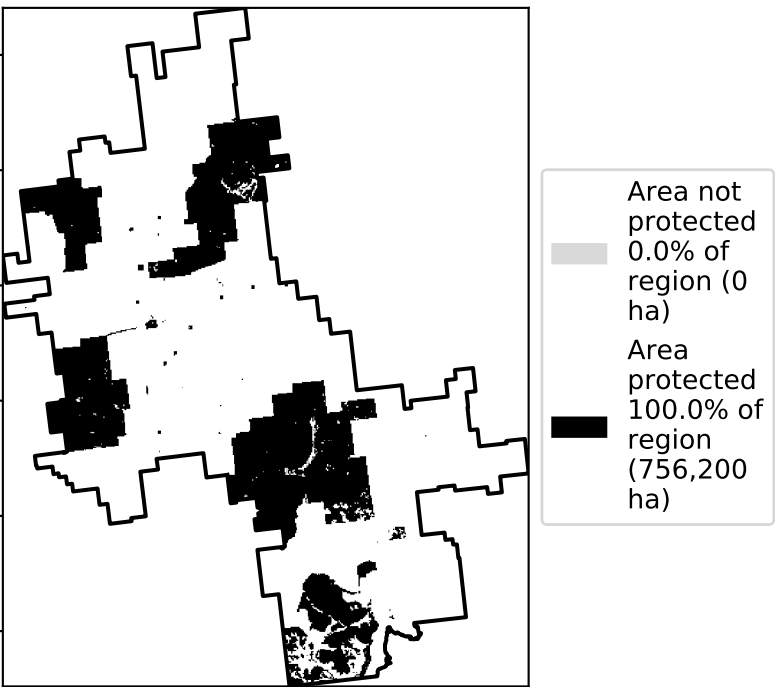 Area not
protected
0.0% of
region (0
ha)
Area
protected
100.0% of
region
(756,200
ha)